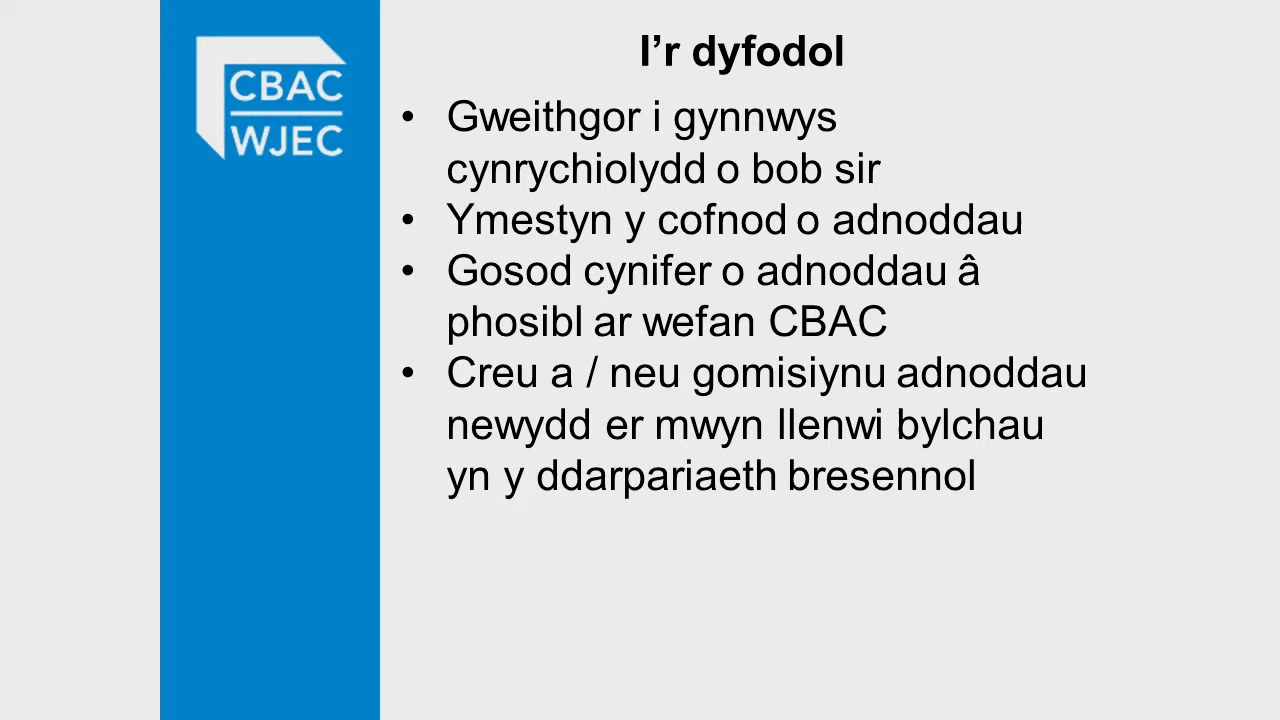 CBAC
WJEC
I’r dyfodol
• Gweithgor i gynnwys
cynrychiolydd o bob sir
• Ymestyn y cofnod o adnoddau
• Gosod cynifer o adnoddau â
phosibl ar wefan CBAC
• Creu a / neu gomisiynu adnoddau
newydd er mwyn llenwi bylchau
yn y ddarpariaeth bresennol